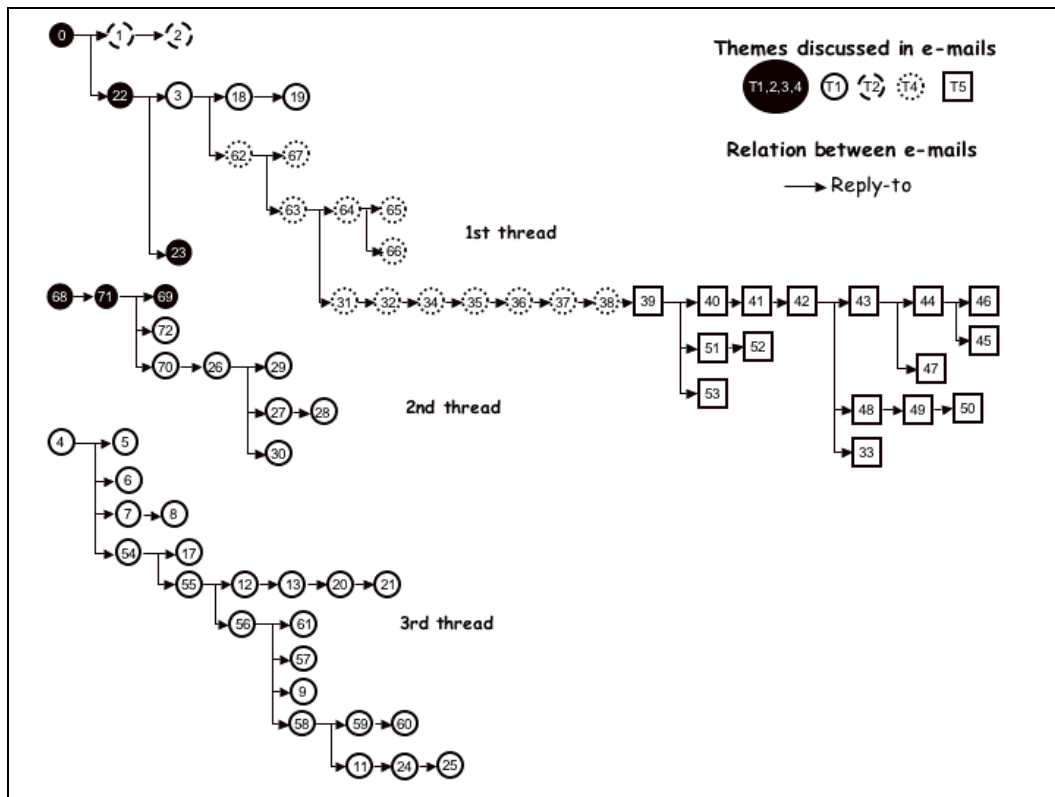 0 1 2
Themes discussed in e-mails
T1,2,3,4 T1 T2 T4 T5
22 3 18 19
Relation between e-mails
62 67
Reply-to
63 64 65
1st thread
23 66
68 71 69 31 32 34 35 36 37 38 39 40 41 42 43 44 46
72
51 52 45
70 26 29 47
53
2nd thread
27 28 48 49 50
4 5 30 33
6
7 8
54 17
55 12 13 20 21
56 61
3rd thread
57
9
58 59 60
11 24 25